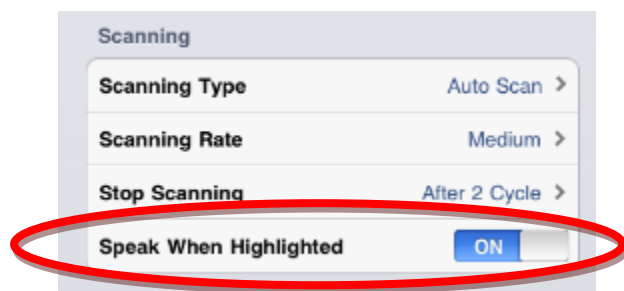 Scanning
Scanning Type Auto Scan >
Scanning Rate Medium >
Stop Scanning After 2 Cycle >
Speak When Highlighted ON